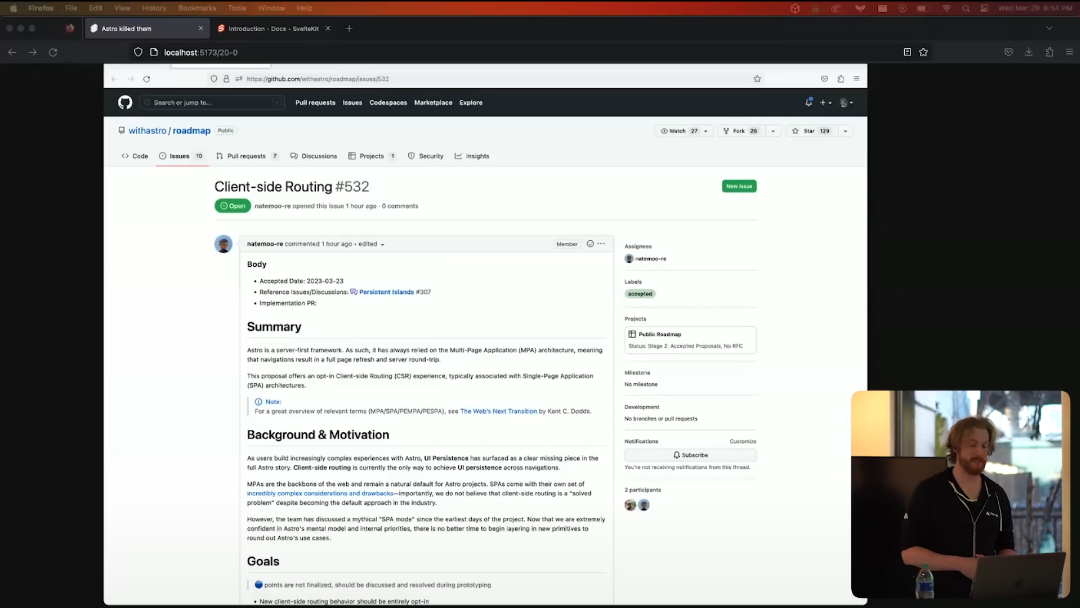 Firefox File Edit View History Bookmarks Tools Window Help
Wed Mar 29 6:54 PM
Astro killed them
Introduction - Docs - SvelteKit
localhost:5173/20-0
https://github.com/withastro/roadmap/issues/532
Search or jump to...
Pull requests Issues Codespaces Marketplace Explore
withastro / roadmap Public
Watch 27 Fork 26 Star 129
Code Issues 10 Pull requests 7 Discussions Projects 1 Security Insights
Client-side Routing #532
New issue
Open natemoo-re opened this issue 1 hour ago · 0 comments
natemoo-re commented 1 hour ago • edited
Member
Body
• Accepted Date: 2023-03-23
• Reference Issues/Discussions: Persistent Islands #307
• Implementation PR:
Summary
Astro is a server-first framework. As such, it has always relied on the Multi-Page Application (MPA) architecture, meaning
that navigations result in a full page refresh and server round-trip.
This proposal offers an opt-in Client-side Routing (CSR) experience, typically associated with Single-Page Application
(SPA) architectures.
Note:
For a great overview of relevant terms (MPA/SPA/PEMPA/PESPA), see The Web's Next Transition by Kent C. Dodds.
Background & Motivation
As users build increasingly complex experiences with Astro, UI Persistence has surfaced as a clear missing piece in the
full Astro story. Client-side routing is currently the only way to achieve UI persistence across navigations.
MPAs are the backbone of the web and remain a natural default for Astro projects. SPAs come with their own set of
incredibly complex considerations and drawbacks—importantly, we do not believe that client-side routing is a "solved
problem" despite becoming the default approach in the industry.
However, the team has discussed a mythical "SPA mode" since the earliest days of the project. Now that we are extremely
confident in Astro's mental model and internal priorities, there is no better time to begin layering in new primitives to
round out Astro's use cases.
Goals
points are not finalized, should be discussed and resolved during prototyping
• New client-side routing behavior should be entirely opt-in
Assignees
natemoo-re
Labels
accepted
Projects
Public Roadmap
Status: Stage 2: Accepted Proposals, No RFC
Milestone
No milestone
Development
No branches or pull requests
Notifications Customize
Subscribe
You're not receiving notifications from this thread.
2 participants